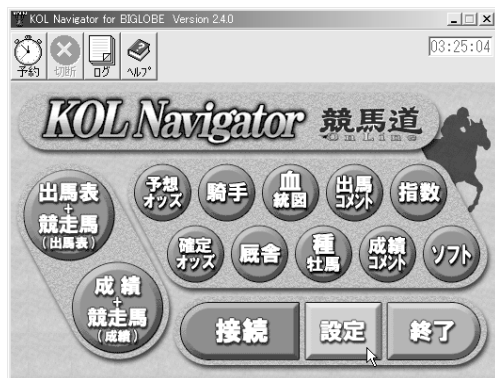 KOL Navigator for BIGLOBE Version 2.4.0
予約
切断
ログ
ヘルプ
03:25:04
KOL Navigator 競馬道
OnLine
出馬表
+
競走馬
(出馬表)
予想
オッズ
騎手
血
統図
出馬
コメント
指数
確定
オッズ
厩舎
種
牡馬
成績
コメント
ソフト
成績
+
競走馬
(成績)
接続
設定
終了